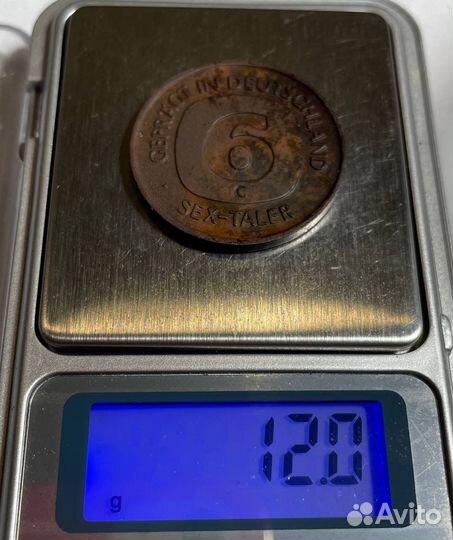 GEPRÄGT IN DEUTSCHLAND
6
C
SEX-TALER
12.0
g
Avito